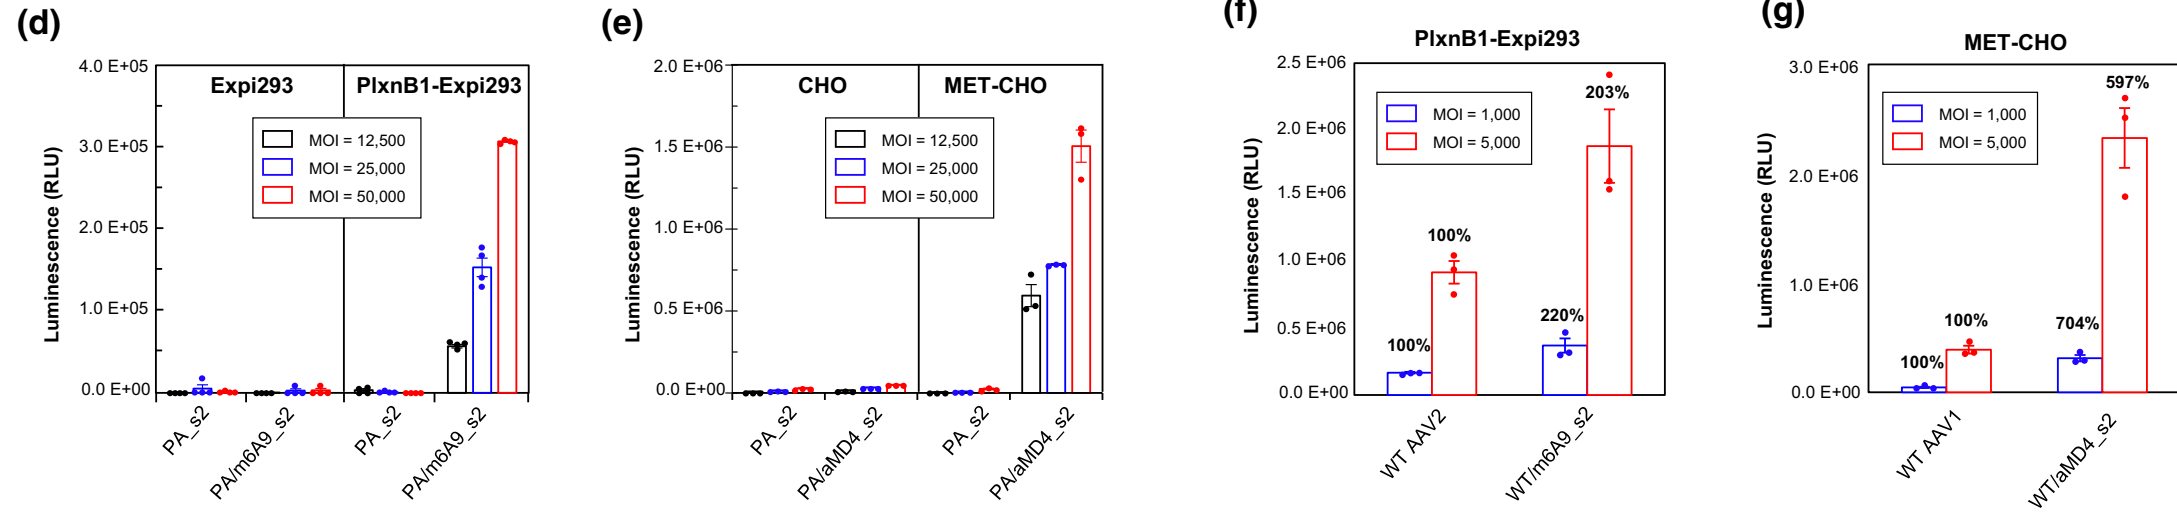 (d)
4.0 E+05
3.0 E+05
2.0 E+05
1.0 E+05
0.0 E+00
Luminescence (RLU)
Expi293
PlxnB1-Expi293
MOI = 12,500
MOI = 25,000
MOI = 50,000
PA_s2
PA/m6A9_s2
PA_s2
PA/m6A9_s2
(e)
2.0 E+06
1.5 E+06
1.0 E+06
0.5 E+06
0.0 E+00
Luminescence (RLU)
CHO
MET-CHO
MOI = 12,500
MOI = 25,000
MOI = 50,000
PA_s2
PA/aMD4_s2
PA_s2
PA/aMD4_s2
(f)
PlxnB1-Expi293
2.5 E+06
2.0 E+06
1.5 E+06
1.0 E+06
0.5 E+06
0.0 E+00
Luminescence (RLU)
MOI = 1,000
MOI = 5,000
100%
100%
220%
203%
WT AAV2
WT/m6A9_s2
(g)
MET-CHO
3.0 E+06
2.0 E+06
1.0 E+06
0.0 E+00
Luminescence (RLU)
MOI = 1,000
MOI = 5,000
100%
100%
704%
597%
WT AAV1
WT/aMD4_s2